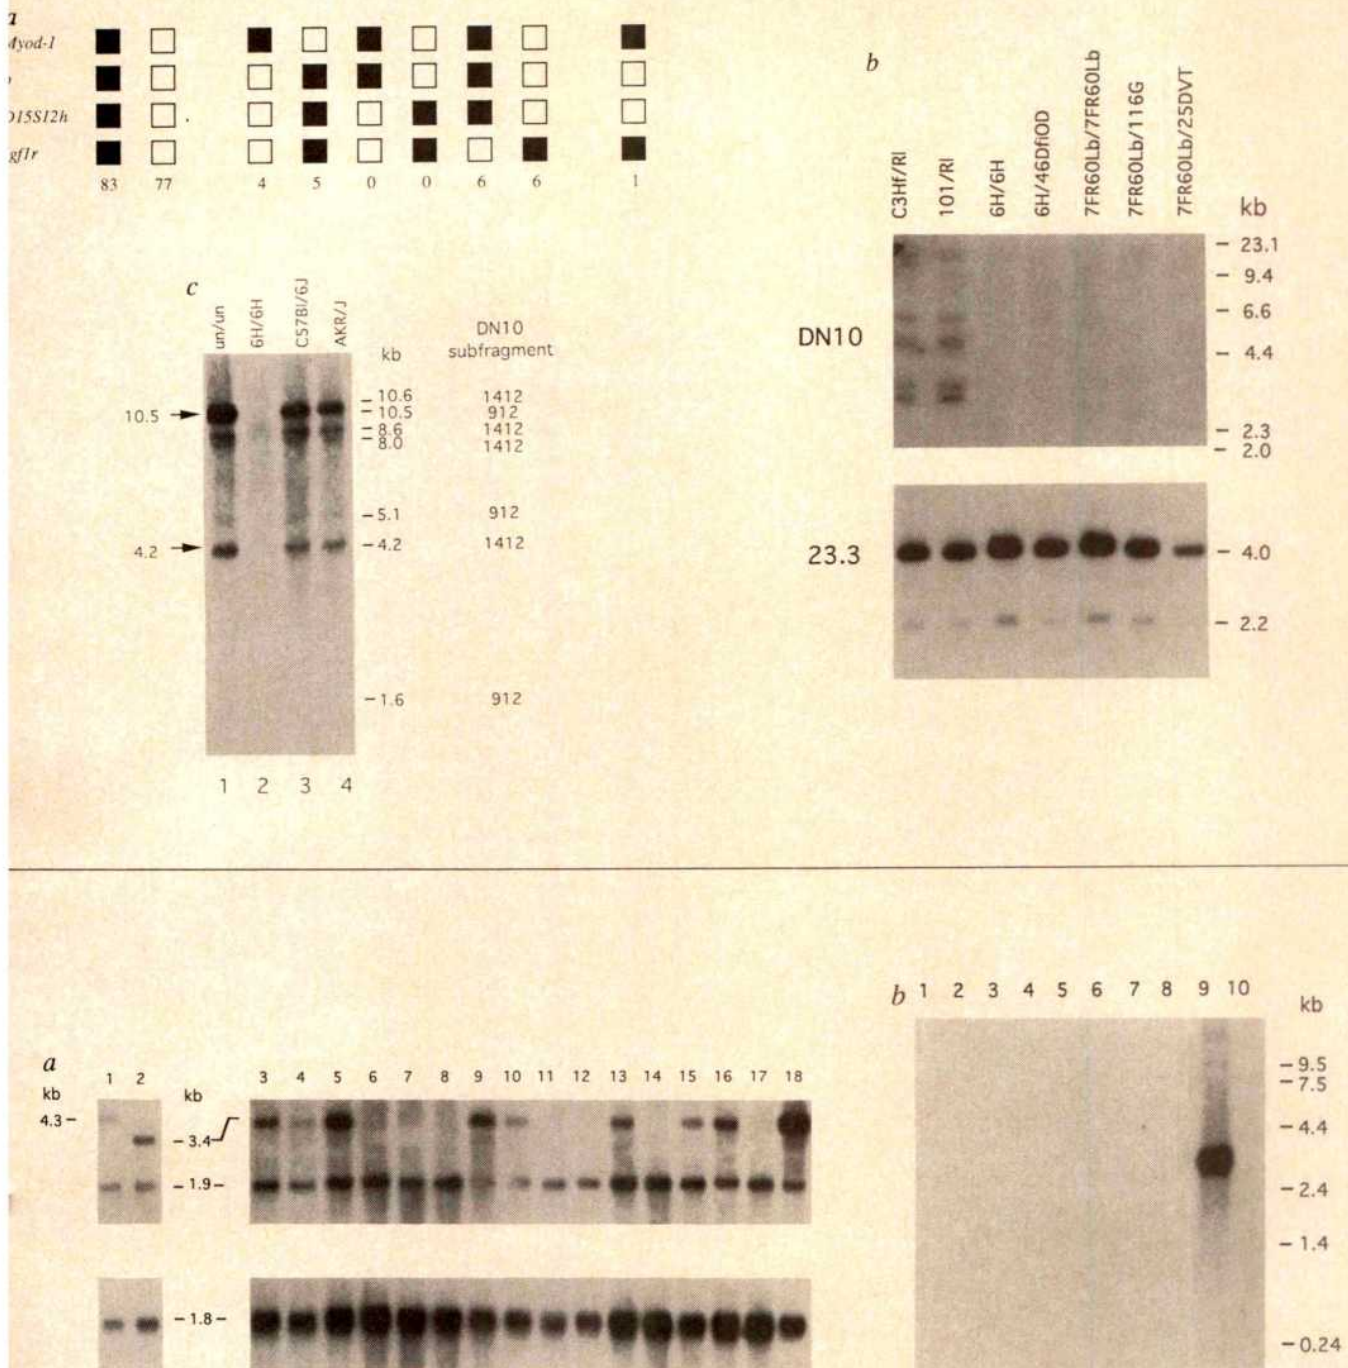 a
Myod-1
D15S12h
83 77 4 5 0 0 6 6 1
b
C3Hf/Rl
101/Rl
6H/6H
6H/46DfiOD
7FR60Lb/7FR60Lb
7FR60Lb/116G
7FR60Lb/25DVT
kb
- 23.1
- 9.4
- 6.6
- 4.4
- 2.3
- 2.0
DN10
23.3
- 4.0
- 2.2
c
un/un
6H/6H
C57Bl/6J
AKR/J
kb
DN10
subfragment
10.5
4.2
- 10.6 1412
- 10.5 912
- 8.6 1412
- 8.0 1412
- 5.1 912
- 4.2 1412
- 1.6 912
1 2 3 4
a
kb
1 2
kb
3 4 5 6 7 8 9 10 11 12 13 14 15 16 17 18
4.3 -
- 3.4
- 1.9 -
- 1.8 -
b 1 2 3 4 5 6 7 8 9 10
kb
- 9.5
- 7.5
- 4.4
- 2.4
- 1.4
- 0.24